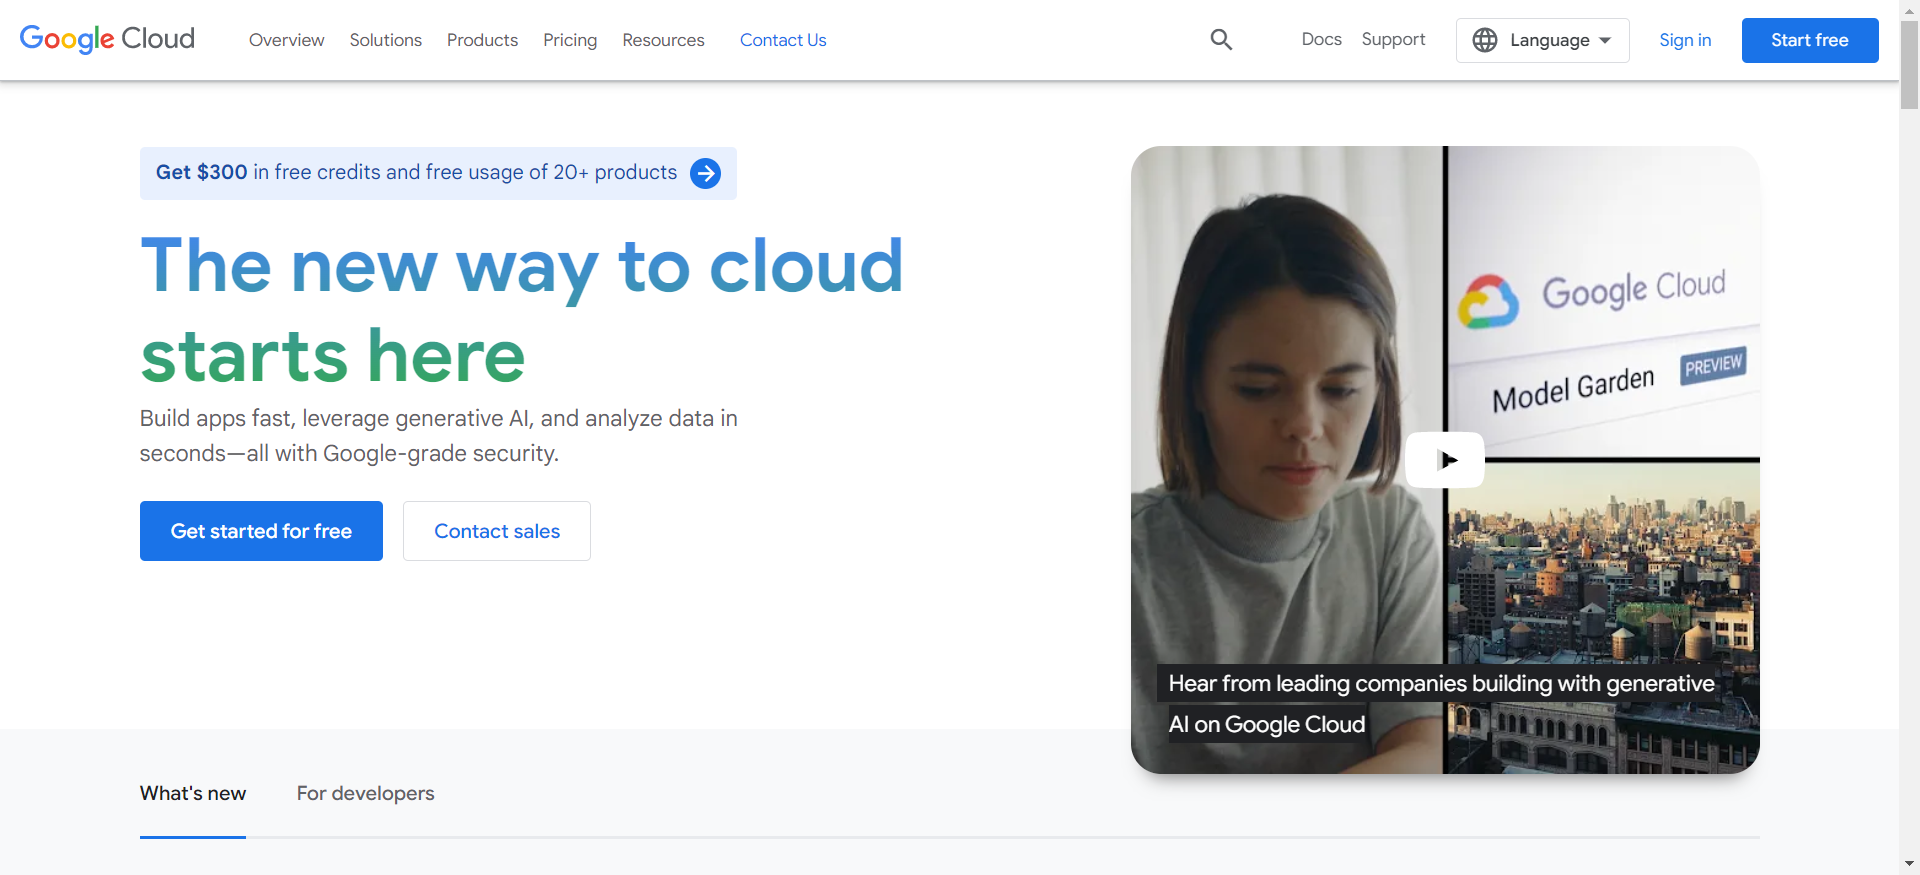 Google Cloud
Overview
Solutions
Products
Pricing
Resources
Contact Us
Docs
Support
Language
Sign in
Start free
Get $300 in free credits and free usage of 20+ products
The new way to cloud
starts here
Build apps fast, leverage generative AI, and analyze data in
seconds—all with Google-grade security.
Get started for free
Contact sales
Google Cloud
Model Garden
PREVIEW
Hear from leading companies building with generative
AI on Google Cloud
What's new
For developers